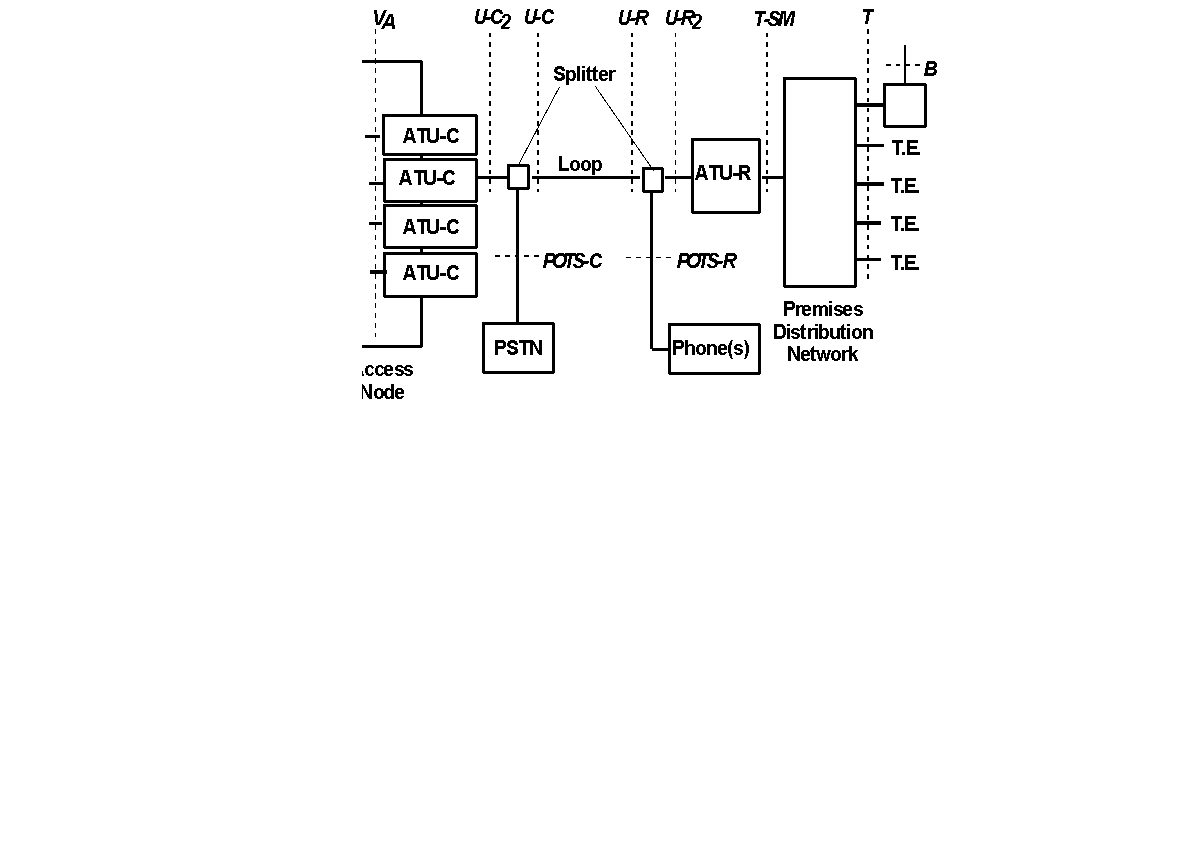 VA U-C2 U-C U-R U-R2 T-SM T
B
Splitter
ATU-C
T.E.
Loop
ATU-C
ATU-R
T.E.
ATU-C
T.E.
POTS-C
POTS-R
T.E.
ATU-C
Premises
Distribution
Network
PSTN
Phone(s)
ccess
Node